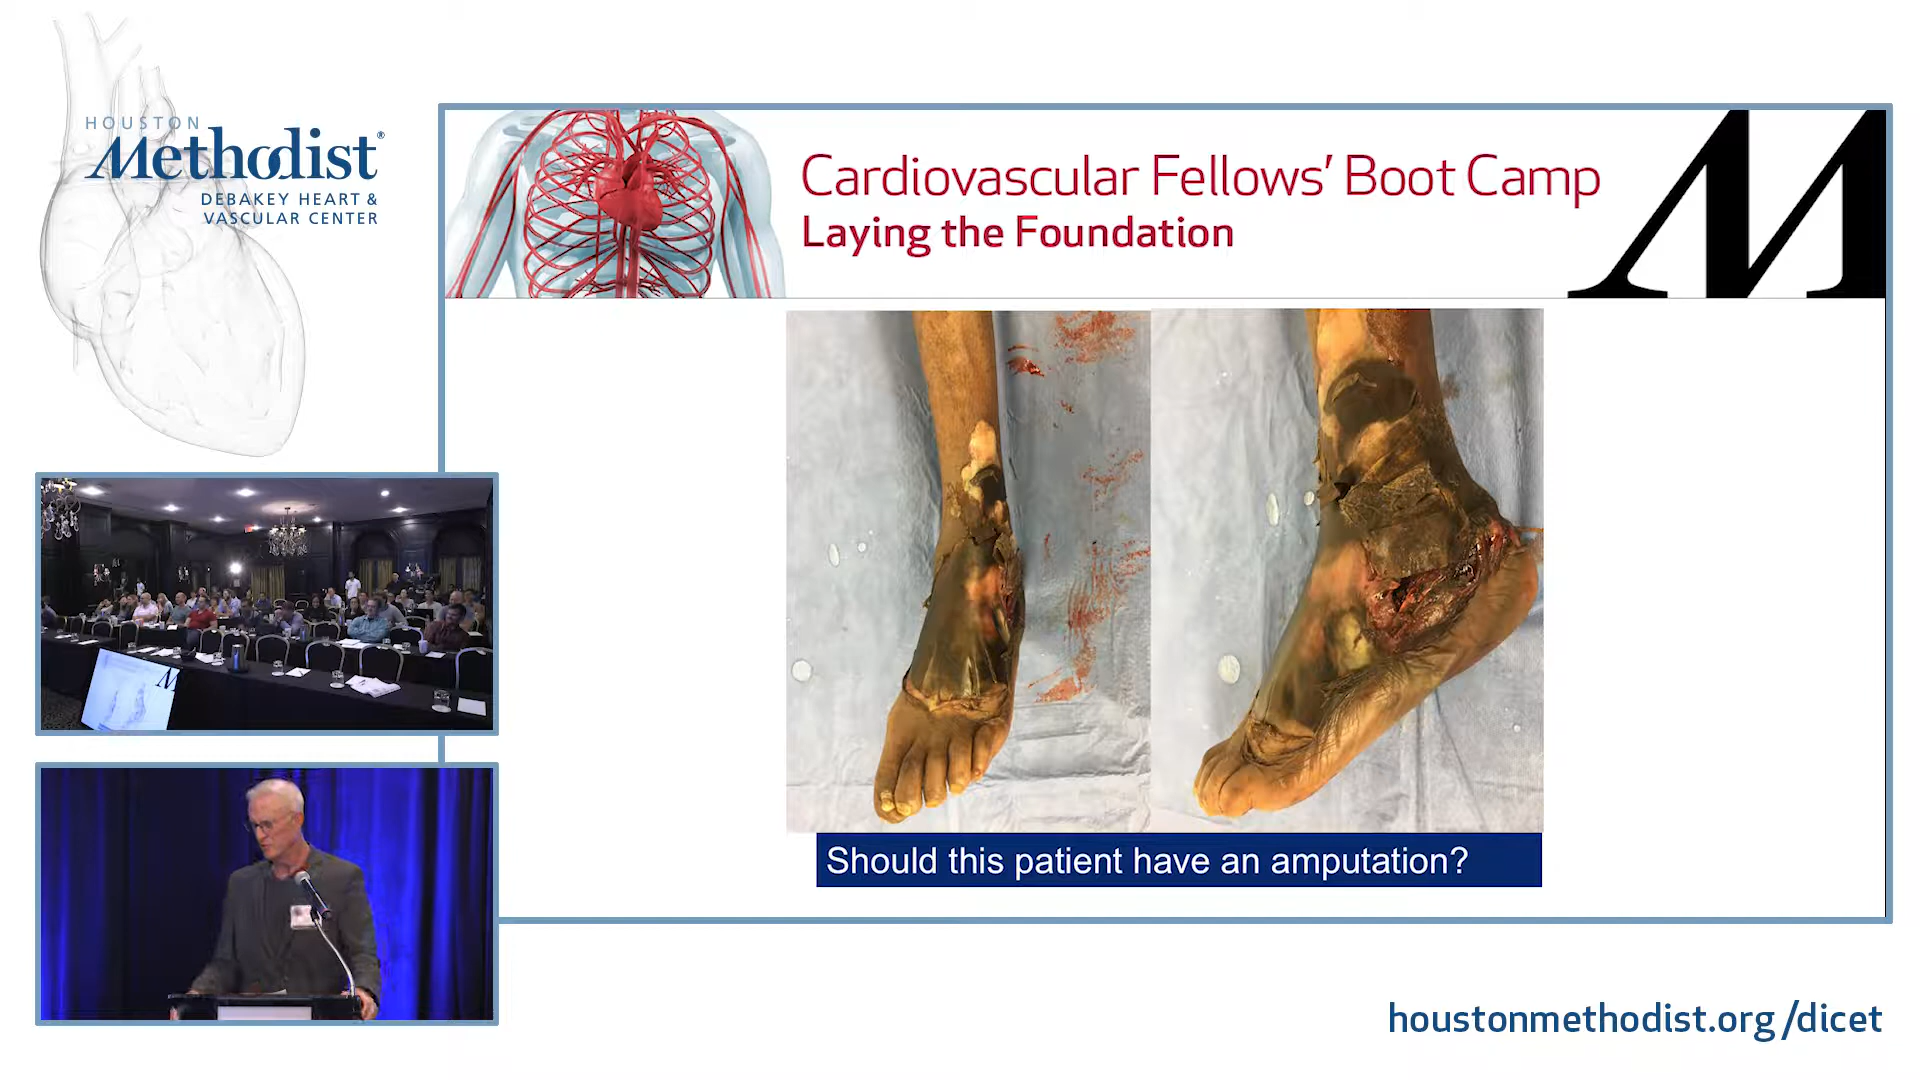 HOUSTON
Methodist®
DEBAKEY HEART &
VASCULAR CENTER
Cardiovascular Fellows’ Boot Camp
Laying the Foundation
M
Should this patient have an amputation?
M
houstonmethodist.org/dicet